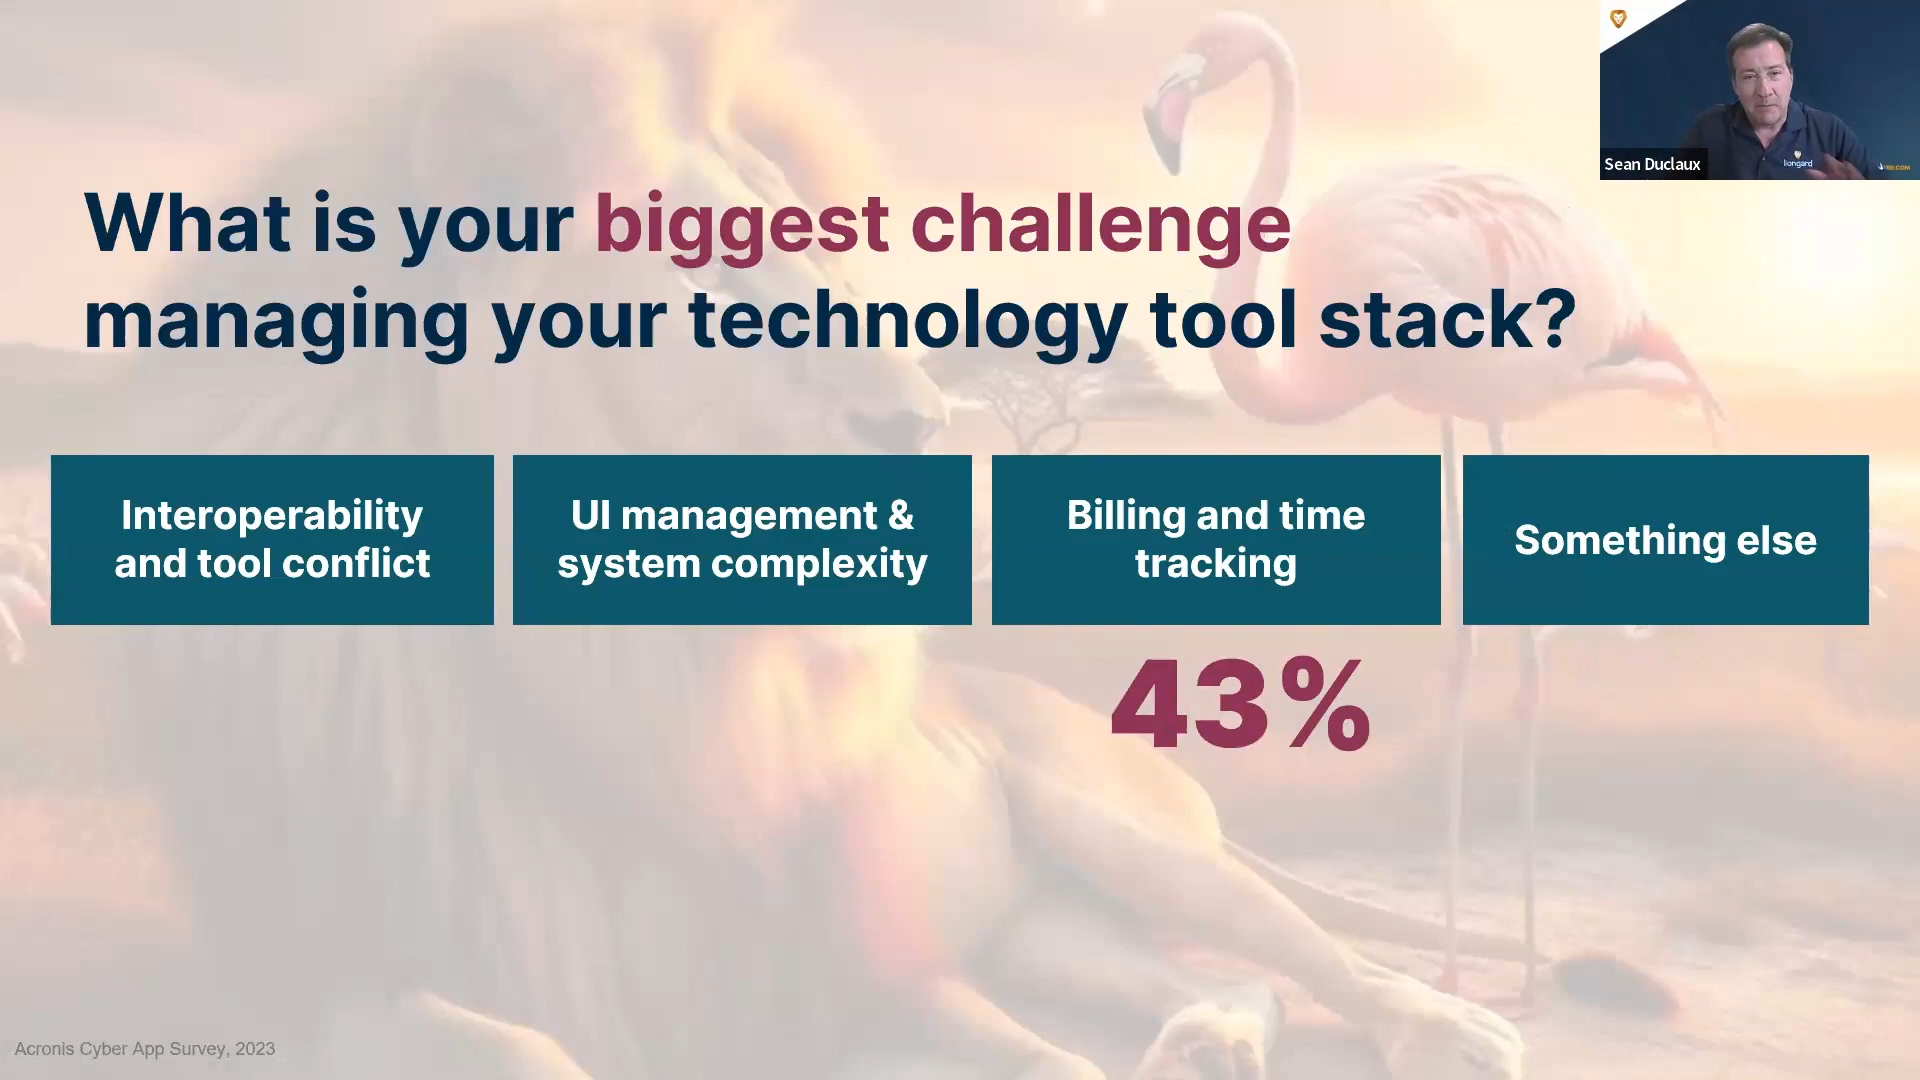 Sean Duclaux
liongard
What is your biggest challenge
managing your technology tool stack?
Interoperability
and tool conflict
UI management &
system complexity
Billing and time
tracking
Something else
43%
Acronis Cyber App Survey, 2023